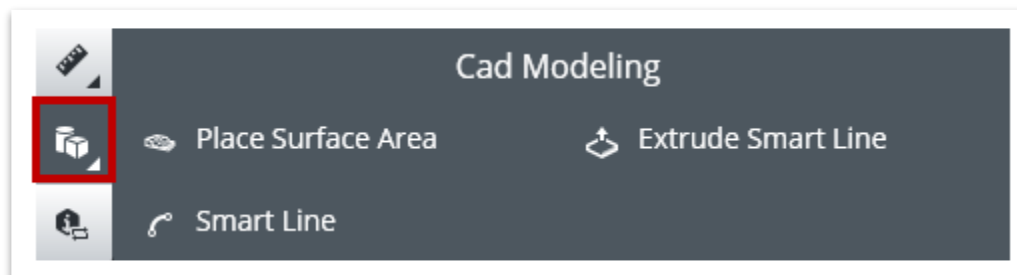 Cad Modeling
Place Surface Area
Extrude Smart Line
Smart Line